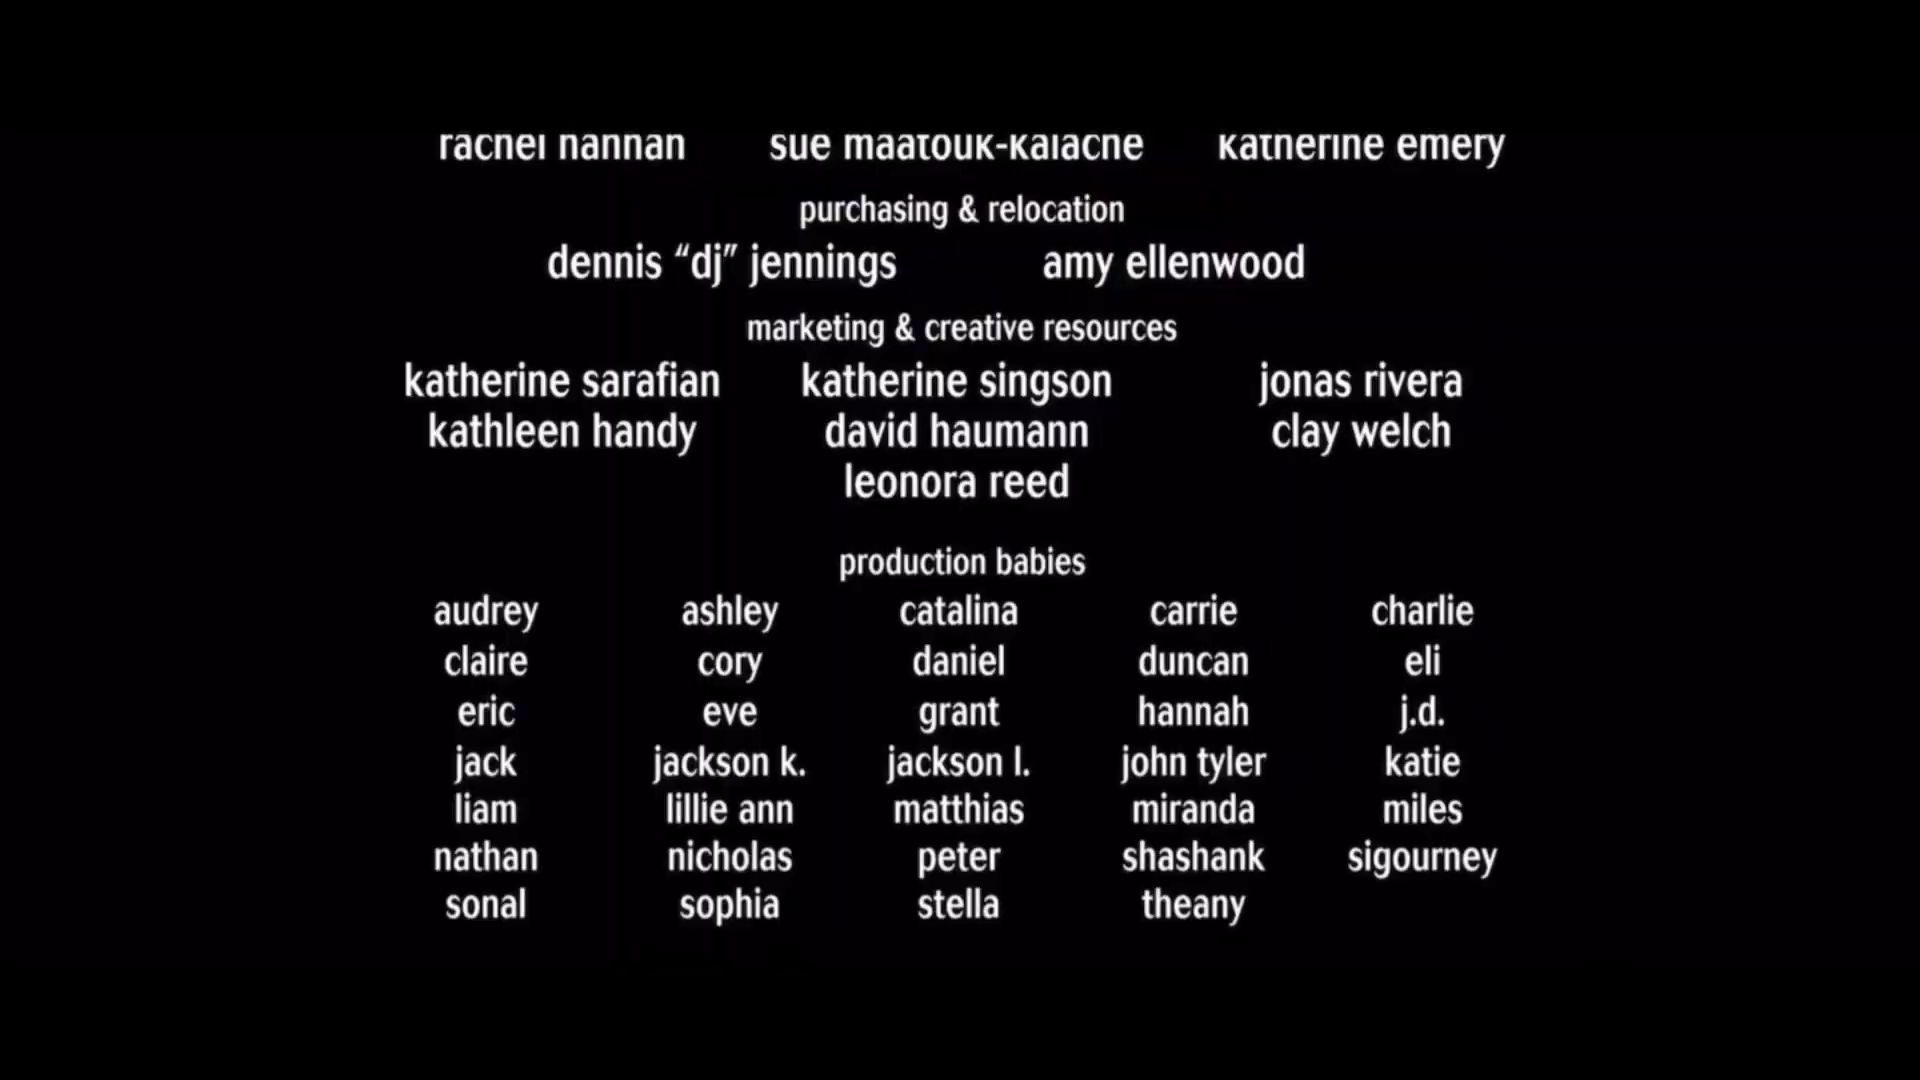 rachel hannan sue maatouk-kalache katherine emery
purchasing & relocation
dennis “dj” jennings amy ellenwood
marketing & creative resources
katherine sarafian katherine singson jonas rivera
kathleen handy david haumann clay welch
leonora reed
production babies
audrey ashley catalina carrie charlie
claire cory daniel duncan eli
eric eve grant hannah j.d.
jack jackson k. jackson l. john tyler katie
liam lillie ann matthias miranda miles
nathan nicholas peter shashank sigourney
sonal sophia stella theany